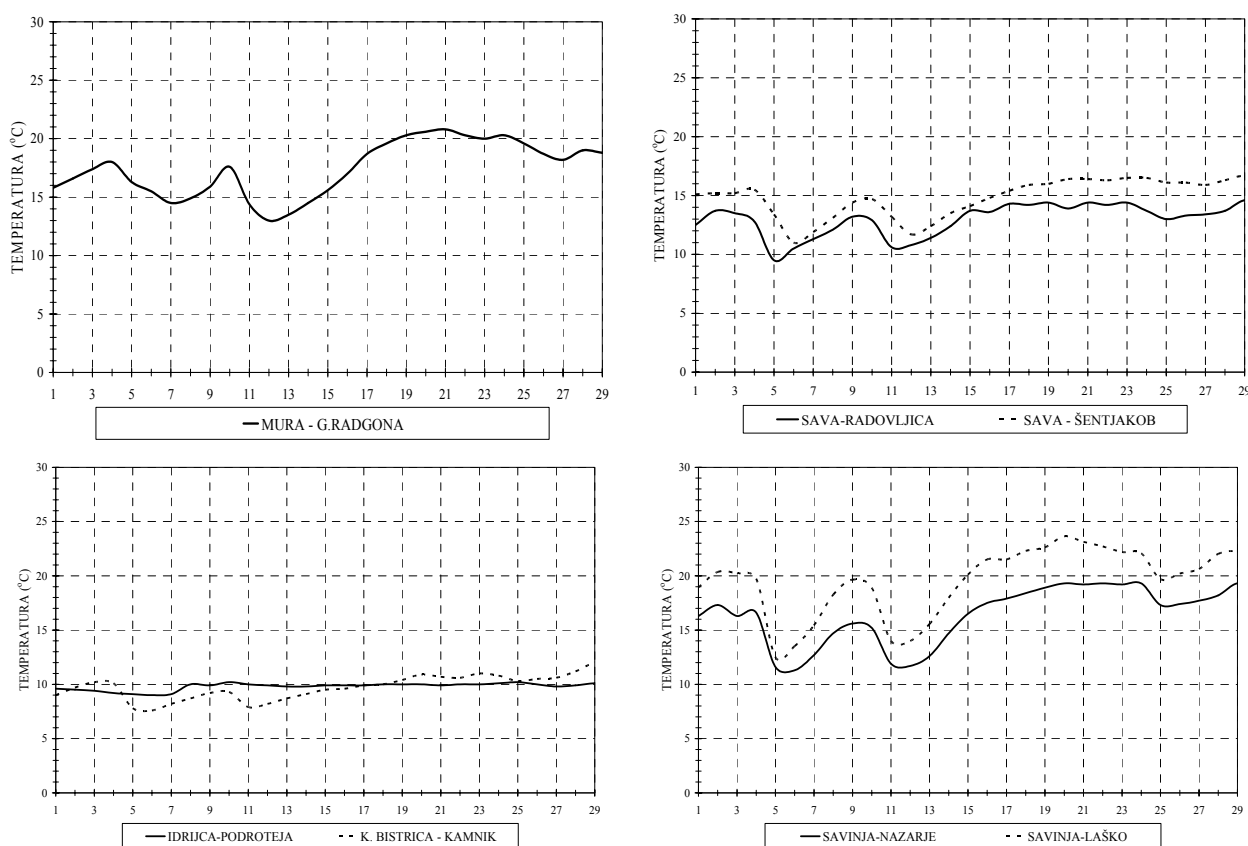 TEMPERATURA (°C)
30
25
20
15
10
5
0
1 3 5 7 9 11 13 15 17 19 21 23 25 27 29
MURA - G.RADGONA
TEMPERATURA (°C)
30
25
20
15
10
5
0
1 3 5 7 9 11 13 15 17 19 21 23 25 27 29
SAVA-RADOVLJICA SAVA - ŠENTJAKOB
TEMPERATURA (°C)
30
25
20
15
10
5
0
1 3 5 7 9 11 13 15 17 19 21 23 25 27 29
IDRIJCA-PODROTEJA K. BISTRICA - KAMNIK
TEMPERATURA (°C)
30
25
20
15
10
5
0
1 3 5 7 9 11 13 15 17 19 21 23 25 27 29
SAVINJA-NAZARJE SAVINJA-LAŠKO